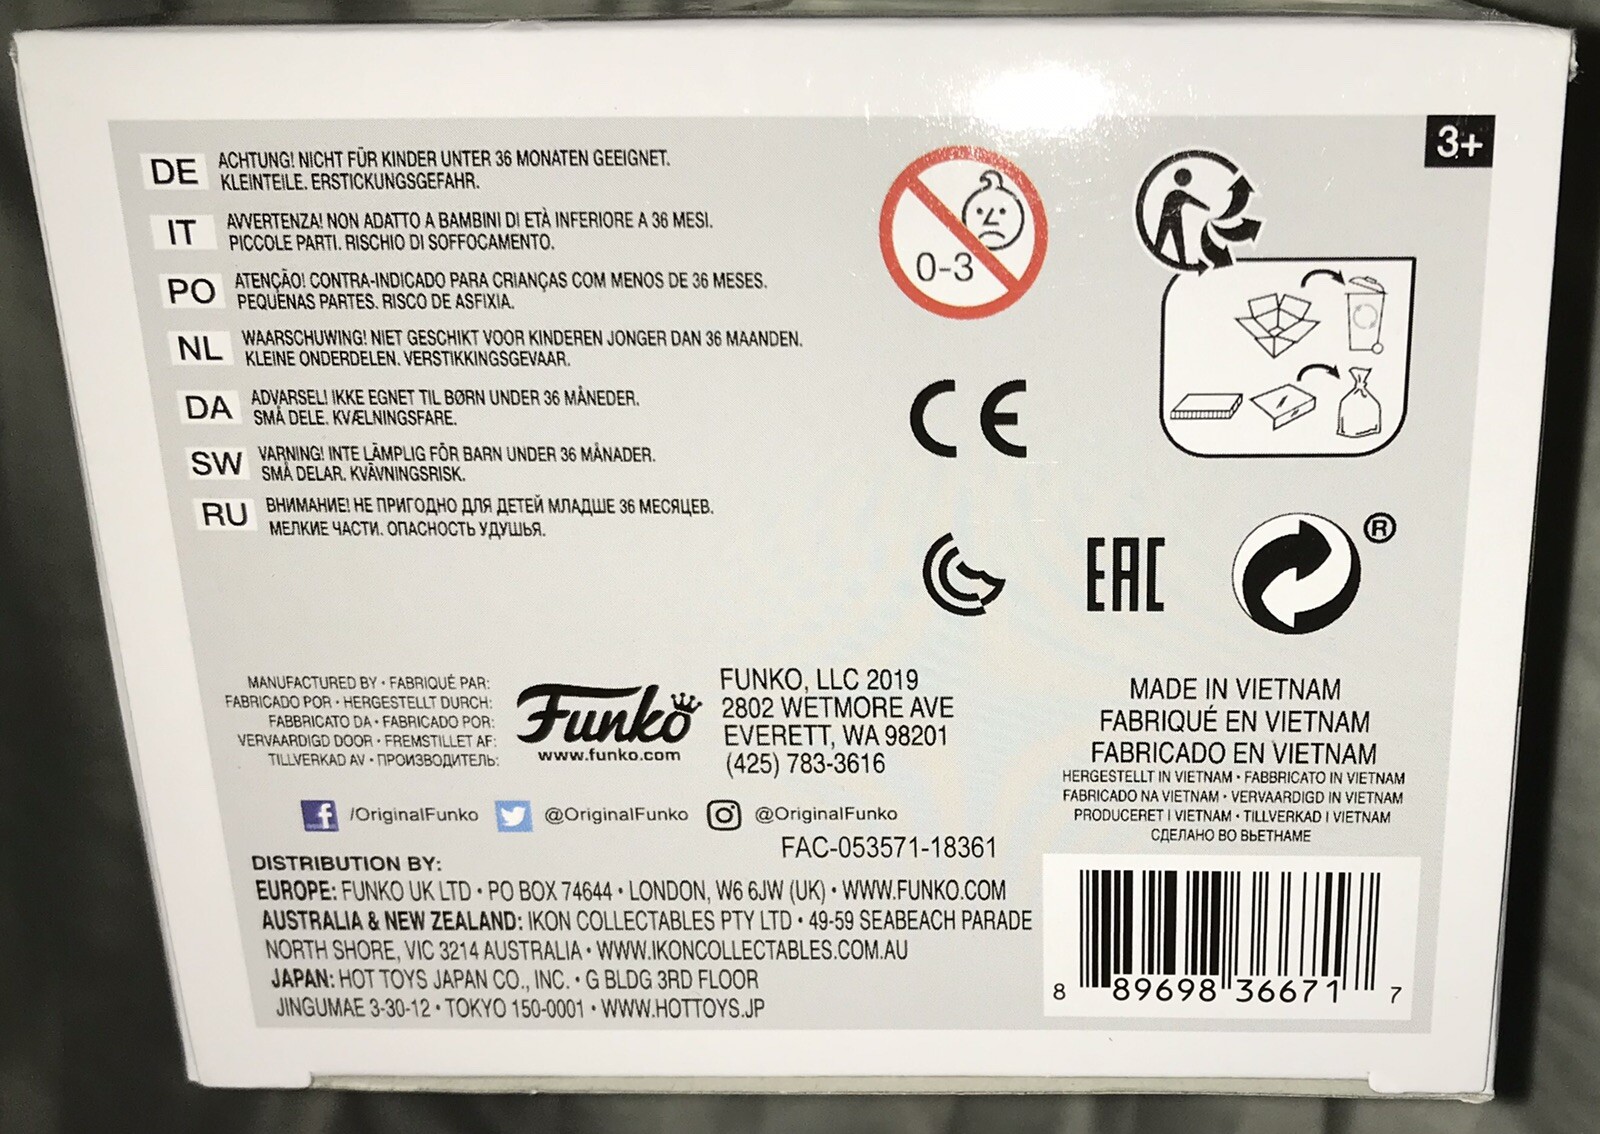 3+
DE ACHTUNG! NICHT FÜR KINDER UNTER 36 MONATEN GEEIGNET.
KLEINTEILE. ERSTICKUNGSGEFAHR.
IT AVVERTENZA! NON ADATTO A BAMBINI DI ETÀ INFERIORE A 36 MESI.
PICCOLE PARTI. RISCHIO DI SOFFOCAMENTO.
PO ATENÇÃO! CONTRA-INDICADO PARA CRIANÇAS COM MENOS DE 36 MESES.
PEQUENAS PARTES. RISCO DE ASFIXIA.
NL WAARSCHUWING! NIET GESCHIKT VOOR KINDEREN JONGER DAN 36 MAANDEN.
KLEINE ONDERDELEN. VERSTIKKINGSGEVAAR.
DA ADVARSEL! IKKE EGNET TIL BØRN UNDER 36 MÅNEDER.
SMÅ DELE. KVÆLNINGSFARE.
SW VARNING! INTE LÄMPLIG FÖR BARN UNDER 36 MÅNADER.
SMÅ DELAR. KVÄVNINGSRISK.
RU ВНИМАНИЕ! НЕ ПРИГОДНО ДЛЯ ДЕТЕЙ МЛАДШЕ 36 МЕСЯЦЕВ.
МЕЛКИЕ ЧАСТИ. ОПАСНОСТЬ УДУШЬЯ.
0-3
CE
EAC
®
MANUFACTURED BY • FABRIQUÉ PAR:
FABRICADO POR • HERGESTELLT DURCH:
FABBRICATO DA • FABRICADO POR:
VERVAARDIGD DOOR • FREMSTILLET AF:
TILLVERKAD AV • ПРОИЗВОДИТЕЛЬ:
Funko
www.funko.com
FUNKO, LLC 2019
2802 WETMORE AVE
EVERETT, WA 98201
(425) 783-3616
MADE IN VIETNAM
FABRIQUÉ EN VIETNAM
FABRICADO EN VIETNAM
HERGESTELLT IN VIETNAM • FABBRICATO IN VIETNAM
FABRICADO NA VIETNAM • VERVAARDIGD IN VIETNAM
PRODUCERET I VIETNAM • TILLVERKAD I VIETNAM
СДЕЛАНО ВО ВЬЕТНАМЕ
f /OriginalFunko @OriginalFunko @OriginalFunko
FAC-053571-18361
DISTRIBUTION BY:
EUROPE: FUNKO UK LTD • PO BOX 74644 • LONDON, W6 6JW (UK) • WWW.FUNKO.COM
AUSTRALIA & NEW ZEALAND: IKON COLLECTABLES PTY LTD • 49-59 SEABEACH PARADE
NORTH SHORE, VIC 3214 AUSTRALIA • WWW.IKONCOLLECTABLES.COM.AU
JAPAN: HOT TOYS JAPAN CO., INC. • G BLDG 3RD FLOOR
JINGUMAE 3-30-12 • TOKYO 150-0001 • WWW.HOTTOYS.JP
8 89698 36671 7